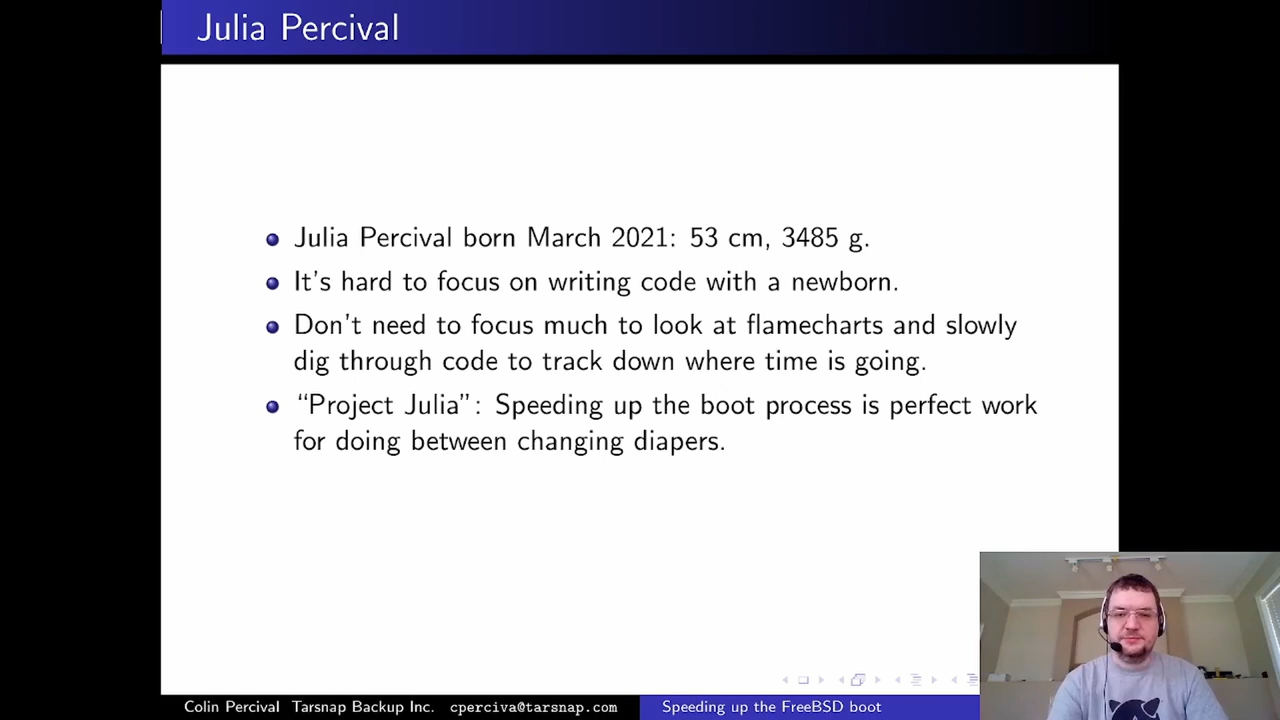 Julia Percival
Julia Percival born March 2021: 53 cm, 3485 g.
It's hard to focus on writing code with a newborn.
Don't need to focus much to look at flamecharts and slowly
dig through code to track down where time is going.
“Project Julia”: Speeding up the boot process is perfect work
for doing between changing diapers.
Colin Percival Tarsnap Backup Inc. cperciva@tarsnap.com
Speeding up the FreeBSD boot